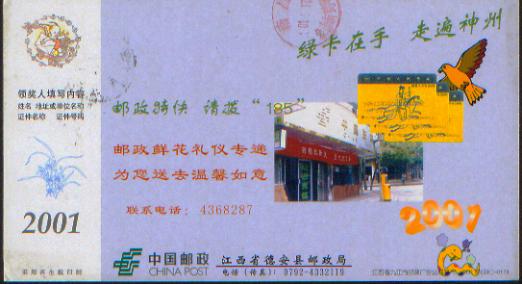 绿卡在手 走遍神州
领奖人填写内容
姓名 地址或单位名称
证件名称 证件号码
邮政特快 请拨“185”
邮政鲜花礼仪专递
为您送去温馨如意
联系电话：4368287
2001
2001
中国邮政
CHINA POST
江西省德安县邮政局
电话（传真）：0792-4332119